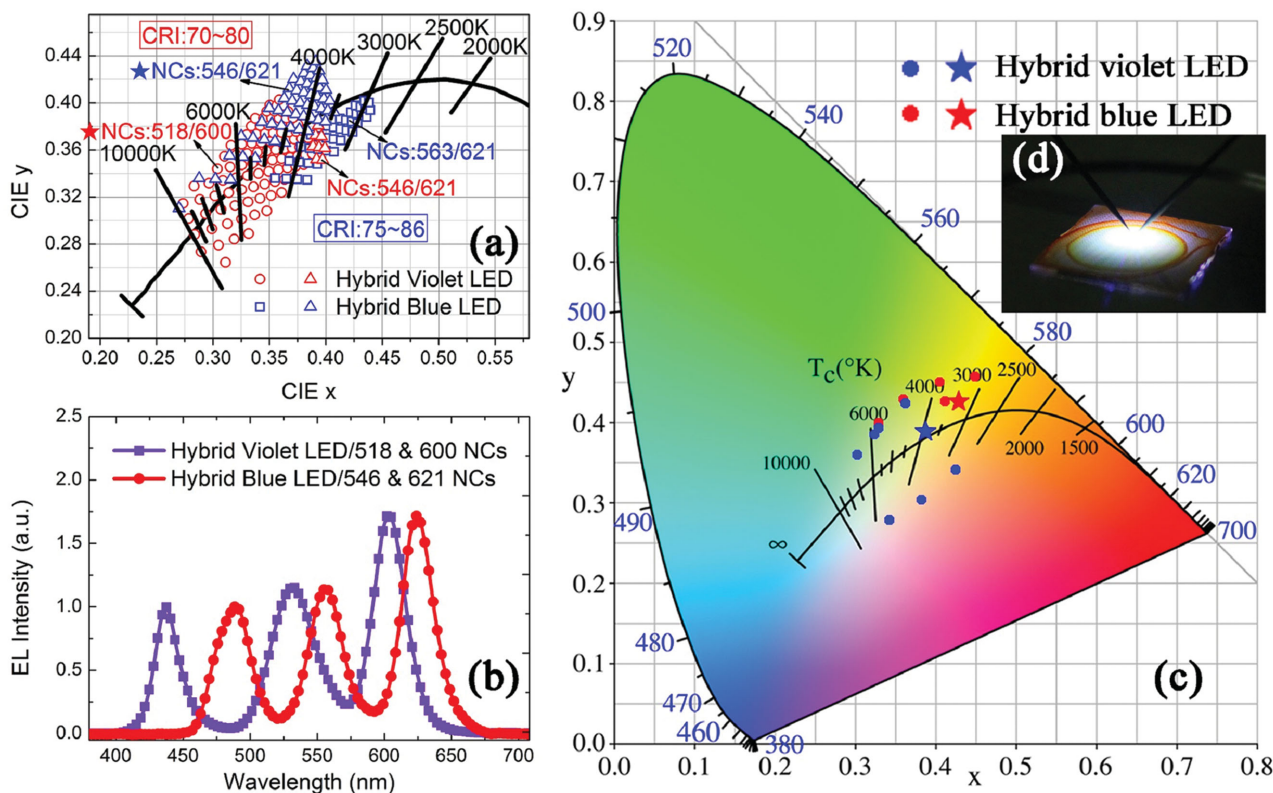 (a)
CRI:70~80
NCs:546/621
NCs:518/600
10000K
6000K
4000K
3000K
2500K
2000K
NCs:563/621
NCs:546/621
CRI:75~86
Hybrid Violet LED
Hybrid Blue LED
CIE y
0.44
0.40
0.36
0.32
0.28
0.24
0.20
0.20 0.25 0.30 0.35 0.40 0.45 0.50 0.55
CIE x
(b)
Hybrid Violet LED/518 & 600 NCs
Hybrid Blue LED/546 & 621 NCs
EL Intensity (a.u.)
2.5
2.0
1.5
1.0
0.5
0.0
400 450 500 550 600 650 700
Wavelength (nm)
(c)
Hybrid violet LED
Hybrid blue LED
(d)
y
0.9
0.8
0.7
0.6
0.5
0.4
0.3
0.2
0.1
0.0
0.0 0.1 0.2 0.3 0.4 0.5 0.6 0.7 0.8
x
520
540
560
580
600
620
700
500
490
480
470
460
380
Tc(°K)
∞
10000
6000
4000
3000
2500
2000
1500